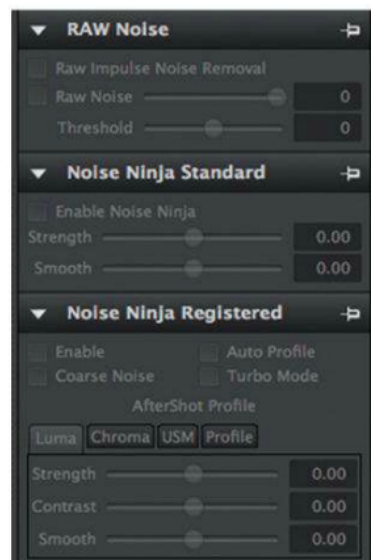 RAW Noise
Raw Impulse Noise Removal
Raw Noise 0
Threshold 0
Noise Ninja Standard
Enable Noise Ninja
Strength 0.00
Smooth 0.00
Noise Ninja Registered
Enable Auto Profile
Coarse Noise Turbo Mode
AfterShot Profile
Luma Chroma USM Profile
Strength 0.00
Contrast 0.00
Smooth 0.00